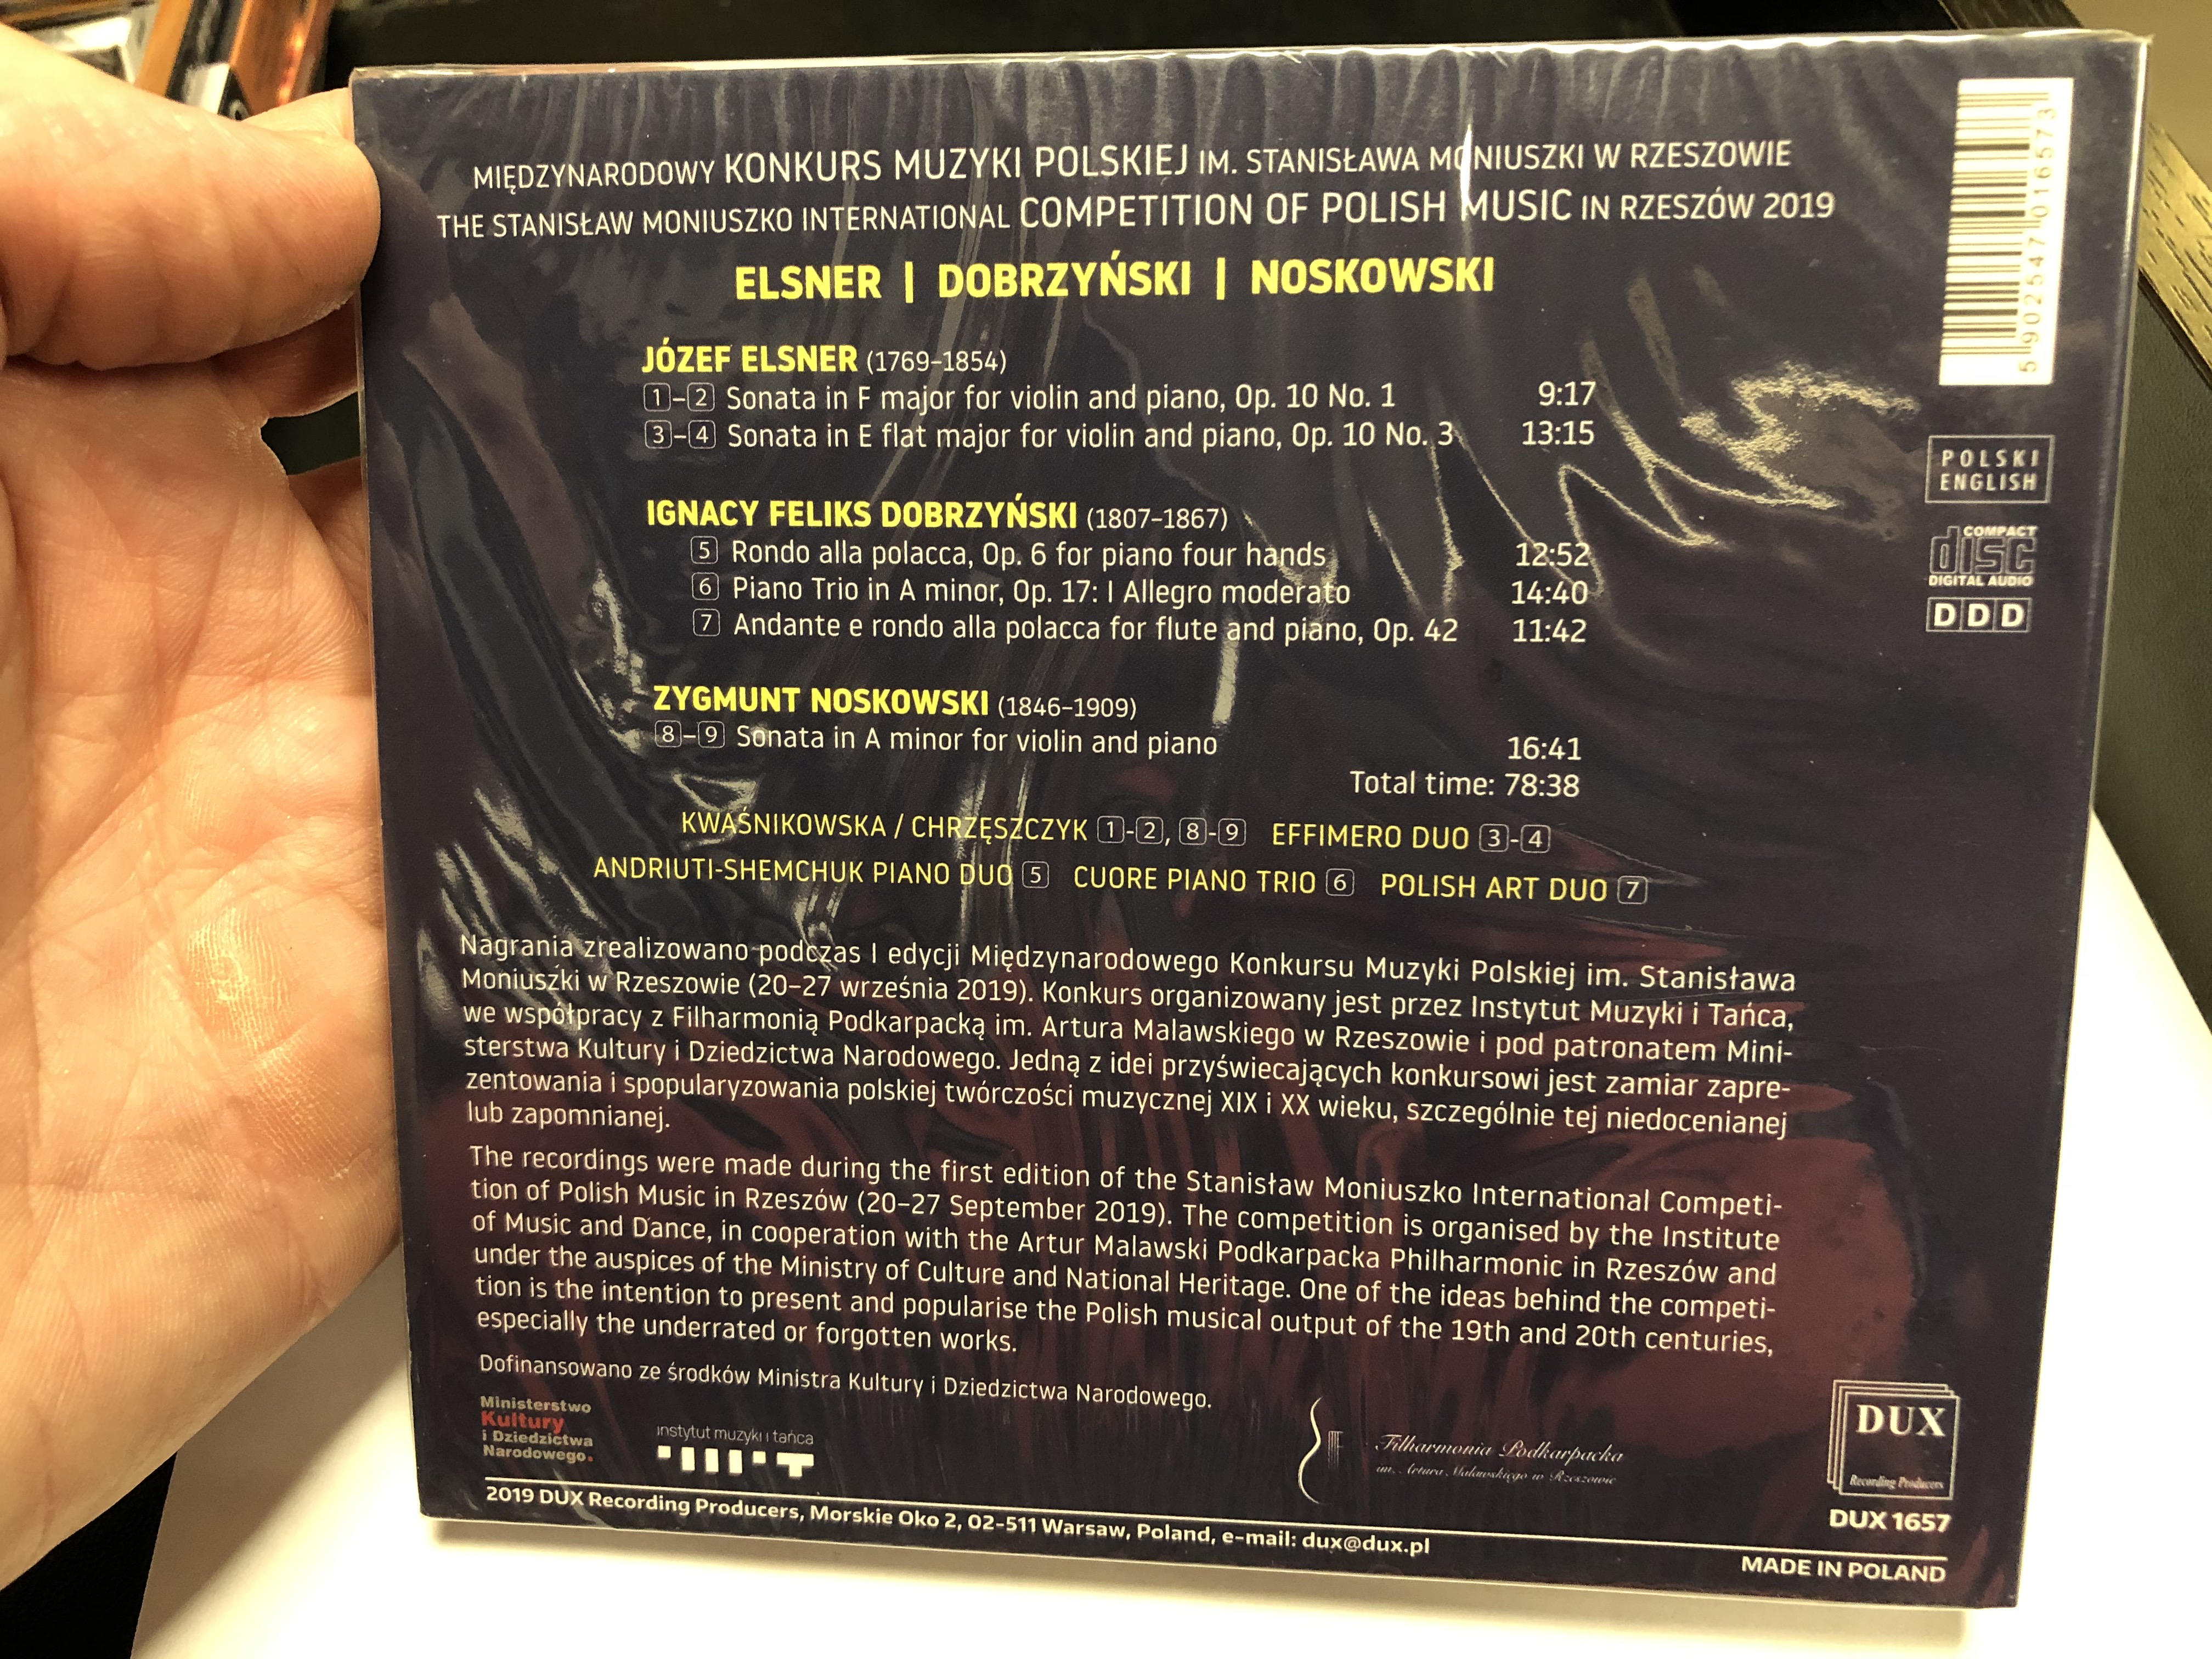 MIĘDZYNARODOWY KONKURS MUZYKI POLSKIEJ IM. STANISŁAWA MONIUSZKI W RZESZOWIE
THE STANISŁAW MONIUSZKO INTERNATIONAL COMPETITION OF POLISH MUSIC IN RZESZÓW 2019
ELSNER | DOBRZYŃSKI | NOSKOWSKI
JÓZEF ELSNER (1769–1854)
1–2 Sonata in F major for violin and piano, Op. 10 No. 1 9:17
3–4 Sonata in E flat major for violin and piano, Op. 10 No. 3 13:15
IGNACY FELIKS DOBRZYŃSKI (1807–1867)
5 Rondo alla polacca, Op. 6 for piano four hands 12:52
6 Piano Trio in A minor, Op. 17: I Allegro moderato 14:40
7 Andante e rondo alla polacca for flute and piano, Op. 42 11:42
ZYGMUNT NOSKOWSKI (1846–1909)
8–9 Sonata in A minor for violin and piano 16:41
Total time: 78:38
KWAŚNIKOWSKA / CHRZĘSZCZYK 1-2, 8-9 EFFIMERO DUO 3-4
ANDRIUTI-SHEMCHUK PIANO DUO 5 CUORE PIANO TRIO 6 POLISH ART DUO 7
Nagrania zrealizowano podczas I edycji Międzynarodowego Konkursu Muzyki Polskiej im. Stanisława
Moniuszki w Rzeszowie (20–27 września 2019). Konkurs organizowany jest przez Instytut Muzyki i Tańca,
we współpracy z Filharmonią Podkarpacką im. Artura Malawskiego w Rzeszowie i pod patronatem Mini-
sterstwa Kultury i Dziedzictwa Narodowego. Jedną z idei przyświecających konkursowi jest zamiar zapre-
zentowania i spopularyzowania polskiej twórczości muzycznej XIX i XX wieku, szczególnie tej niedocenianej
lub zapomnianej.
The recordings were made during the first edition of the Stanisław Moniuszko International Competi-
tion of Polish Music in Rzeszów (20–27 September 2019). The competition is organised by the Institute
of Music and Dance, in cooperation with the Artur Malawski Podkarpacka Philharmonic in Rzeszów and
under the auspices of the Ministry of Culture and National Heritage. One of the ideas behind the competi-
tion is the intention to present and popularise the Polish musical output of the 19th and 20th centuries,
especially the underrated or forgotten works.
Dofinansowano ze środków Ministra Kultury i Dziedzictwa Narodowego.
Ministerstwo
Kultury
i Dziedzictwa
Narodowego.
instytut muzyki i tańca
Filharmonia Podkarpacka
im. Artura Malawskiego w Rzeszowie
DUX
Recording Producers
DUX 1657
2019 DUX Recording Producers, Morskie Oko 2, 02-511 Warsaw, Poland, e-mail: dux@dux.pl
MADE IN POLAND
5 902547 016573
POLSKI
ENGLISH
COMPACT
disc
DIGITAL AUDIO
DDD